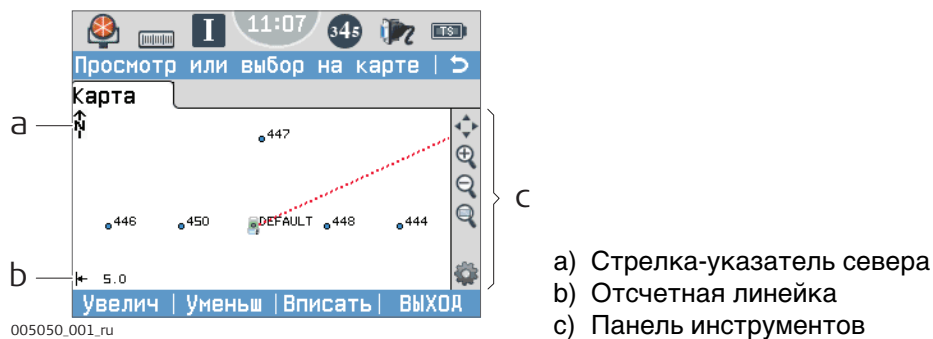 I 11:07 345 TS
Просмотр или выбор на карте
Карта
a N
447
446 450 DEFAULT 448 444
c
b 5.0
Увелич | Уменьш | Вписать | ВЫХОД
005050_001_ru
a) Стрелка-указатель севера
b) Отсчетная линейка
c) Панель инструментов